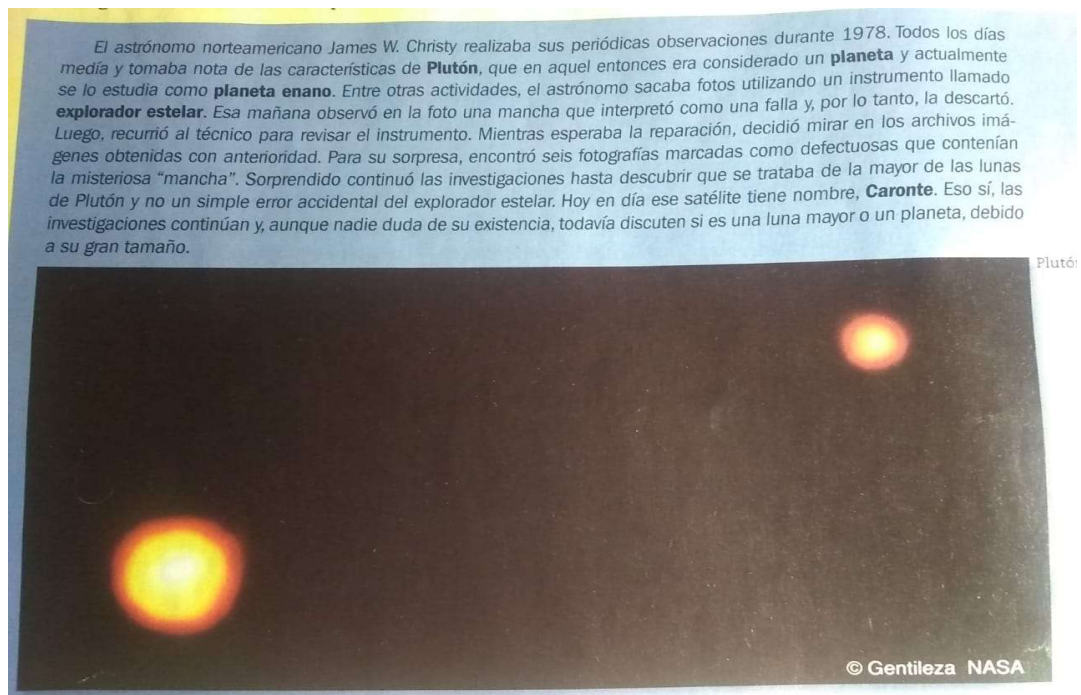 El astrónomo norteamericano James W. Christy realizaba sus periódicas observaciones durante 1978. Todos los días
medía y tomaba nota de las características de Plutón, que en aquel entonces era considerado un planeta y actualmente
se lo estudia como planeta enano. Entre otras actividades, el astrónomo sacaba fotos utilizando un instrumento llamado
explorador estelar. Esa mañana observó en la foto una mancha que interpretó como una falla y, por lo tanto, la descartó.
Luego, recurrió al técnico para revisar el instrumento. Mientras esperaba la reparación, decidió mirar en los archivos imá-
genes obtenidas con anterioridad. Para su sorpresa, encontró seis fotografías marcadas como defectuosas que contenían
la misteriosa “mancha”. Sorprendido continuó las investigaciones hasta descubrir que se trataba de la mayor de las lunas
de Plutón y no un simple error accidental del explorador estelar. Hoy en día ese satélite tiene nombre, Caronte. Eso sí, las
investigaciones continúan y, aunque nadie duda de su existencia, todavía discuten si es una luna mayor o un planeta, debido
a su gran tamaño.
© Gentileza NASA